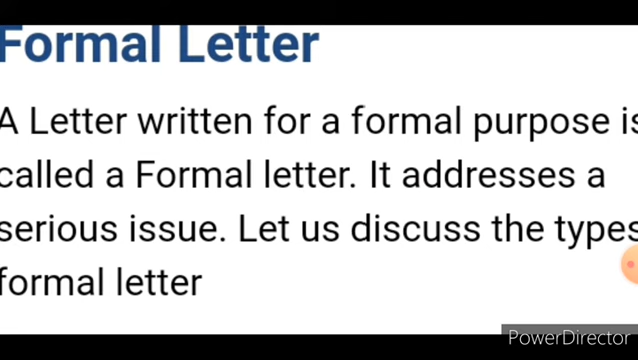 Formal Letter
A Letter written for a formal purpose is
called a Formal letter. It addresses a
serious issue. Let us discuss the types
formal letter
PowerDirector